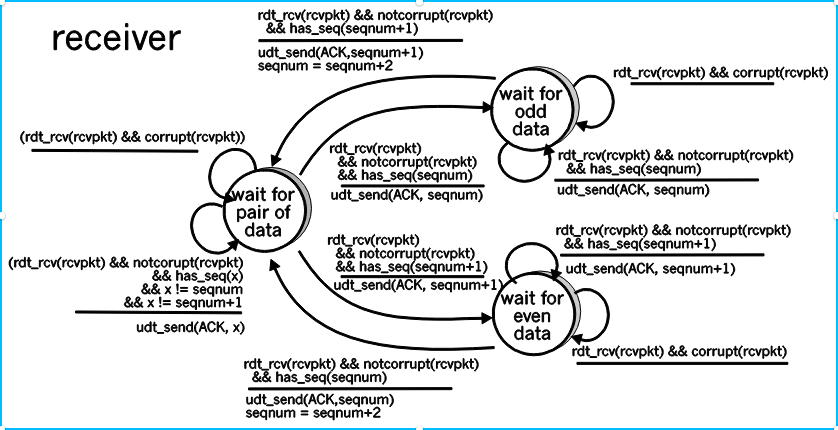 receiver
rdt_rcv(rcvpkt) && notcorrupt(rcvpkt)
&& has_seq(seqnum+1)
udt_send(ACK,seqnum+1)
seqnum = seqnum+2
wait for
odd
data
rdt_rcv(rcvpkt) && corrupt(rcvpkt)
(rdt_rcv(rcvpkt) && corrupt(rcvpkt))
rdt_rcv(rcvpkt)
&& notcorrupt(rcvpkt)
&& has_seq(seqnum)
udt_send(ACK, seqnum)
rdt_rcv(rcvpkt) && notcorrupt(rcvpkt)
&& has_seq(seqnum)
udt_send(ACK, seqnum)
wait for
pair of
data
(rdt_rcv(rcvpkt) && notcorupt(rcvpkt)
&& has_seq(x)
&& x != seqnum
&& x != seqnum+1
udt_send(ACK, x)
rdt_rcv(rcvpkt)
&& notcorrupt(rcvpkt)
&& has_seq(seqnum+1)
udt_send(ACK, seqnum+1)
rdt_rcv(rcvpkt) && notcorrupt(rcvpkt)
&& has_seq(seqnum+1)
udt_send(ACK, seqnum+1)
wait for
even
data
rdt_rcv(rcvpkt) && corrupt(rcvpkt)
rdt_rcv(rcvpkt) && notcorrupt(rcvpkt)
&& has_seq(seqnum)
udt_send(ACK,seqnum)
seqnum = seqnum+2